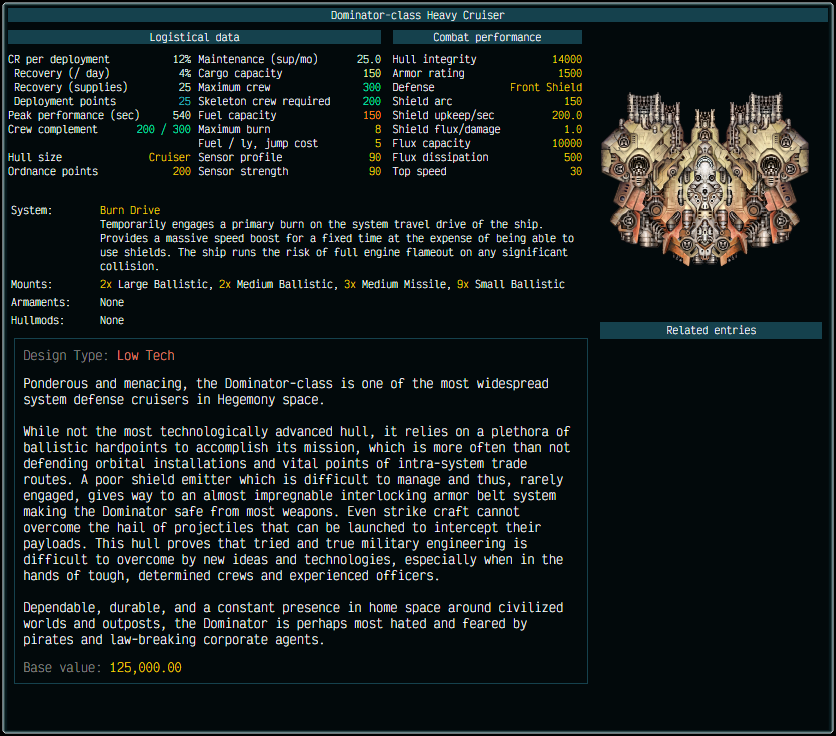 Dominator-class Heavy Cruiser
Logistical data
Combat performance
CR per deployment 12% Maintenance (sup/mo) 25.0 Hull integrity 14000
Recovery (/ day) 4% Cargo capacity 150 Armor rating 1500
Recovery (supplies) 25 Maximum crew 300 Defense Front Shield
Deployment points 25 Skeleton crew required 200 Shield arc 150
Peak performance (sec) 540 Fuel capacity 150 Shield upkeep/sec 200.0
Crew complement 200 / 300 Maximum burn 8 Shield flux/damage 1.0
Fuel / ly, jump cost 5 Flux capacity 10000
Hull size Cruiser Sensor profile 90 Flux dissipation 500
Ordnance points 200 Sensor strength 90 Top speed 30
System: Burn Drive
Temporarily engages a primary burn on the system travel drive of the ship.
Provides a massive speed boost for a fixed time at the expense of being able to
use shields. The ship runs the risk of full engine flameout on any significant
collision.
Mounts: 2x Large Ballistic, 2x Medium Ballistic, 3x Medium Missile, 9x Small Ballistic
Armaments: None
Hullmods: None
Related entries
Design Type: Low Tech
Ponderous and menacing, the Dominator-class is one of the most widespread
system defense cruisers in Hegemony space.
While not the most technologically advanced hull, it relies on a plethora of
ballistic hardpoints to accomplish its mission, which is more often than not
defending orbital installations and vital points of intra-system trade
routes. A poor shield emitter which is difficult to manage and thus, rarely
engaged, gives way to an almost impregnable interlocking armor belt system
making the Dominator safe from most weapons. Even strike craft cannot
overcome the hail of projectiles that can be launched to intercept their
payloads. This hull proves that tried and true military engineering is
difficult to overcome by new ideas and technologies, especially when in the
hands of tough, determined crews and experienced officers.
Dependable, durable, and a constant presence in home space around civilized
worlds and outposts, the Dominator is perhaps most hated and feared by
pirates and law-breaking corporate agents.
Base value: 125,000.00